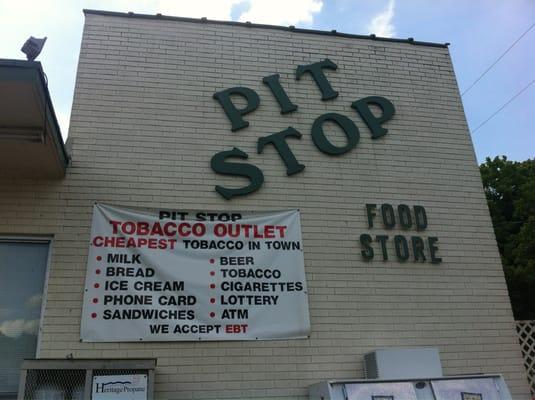 PIT
STOP
FOOD
STORE
PIT STOP
TOBACCO OUTLET
CHEAPEST TOBACCO IN TOWN
• MILK
• BREAD
• ICE CREAM
• PHONE CARD
• SANDWICHES
• BEER
• TOBACCO
• CIGARETTES
• LOTTERY
• ATM
WE ACCEPT EBT
Heritage Propane